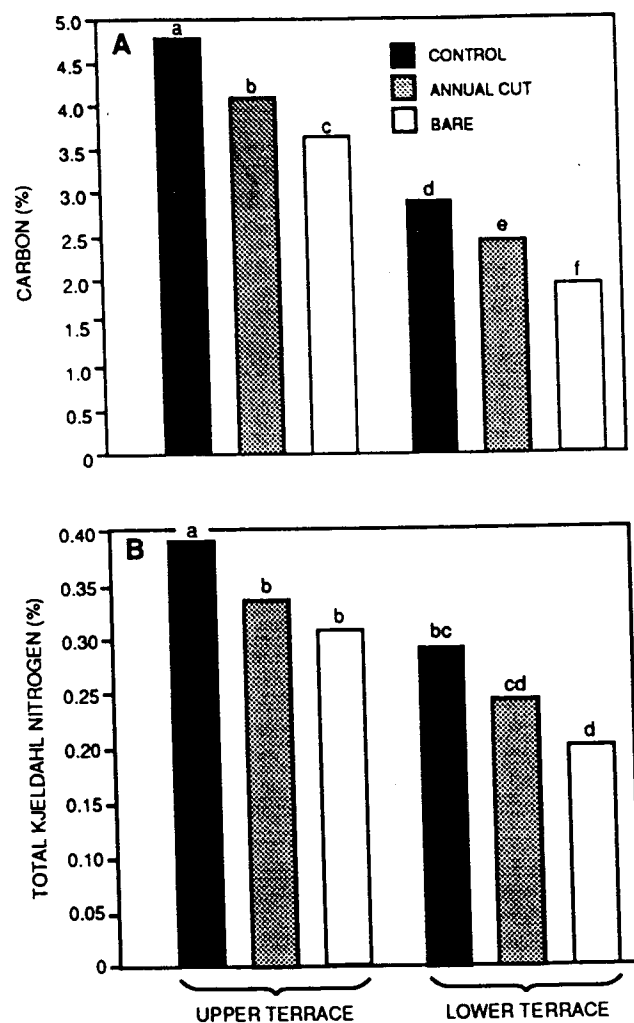 A
CONTROL
ANNUAL CUT
BARE
5.0
4.5
4.0
3.5
3.0
2.5
2.0
1.5
1.0
0.5
0
CARBON (%)
a
b
c
d
e
f
B
0.40
0.35
0.30
0.25
0.20
0.15
0.10
0.05
0
TOTAL KJELDAHL NITROGEN (%)
a
b
b
bc
cd
d
UPPER TERRACE
LOWER TERRACE